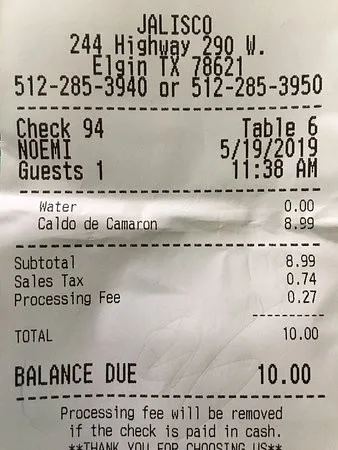 JALISCO
244 Highway 290 W.
Elgin TX 78621
512-285-3940 or 512-285-3950
Check 94 Table 6
NOEMI 5/19/2019
Guests 1 11:38 AM
Water 0.00
Caldo de Camaron 8.99
Subtotal 8.99
Sales Tax 0.74
Processing Fee 0.27
TOTAL 10.00
BALANCE DUE 10.00
Processing fee will be removed
if the check is paid in cash.
**THANK YOU FOR CHOOSING US**